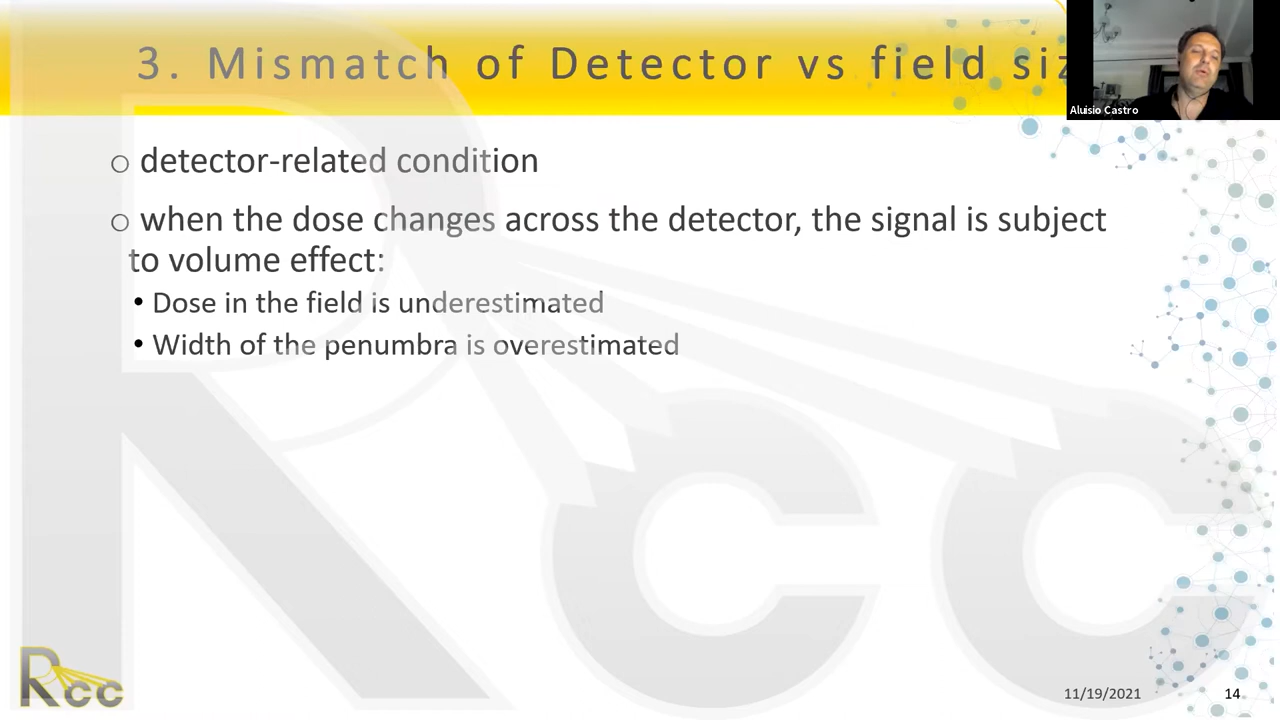 3. Mismatch of Detector vs field siz
Aluisio Castro
o detector-related condition
o when the dose changes across the detector, the signal is subject
to volume effect:
• Dose in the field is underestimated
• Width of the penumbra is overestimated
Rcc
Rcc
11/19/2021
14